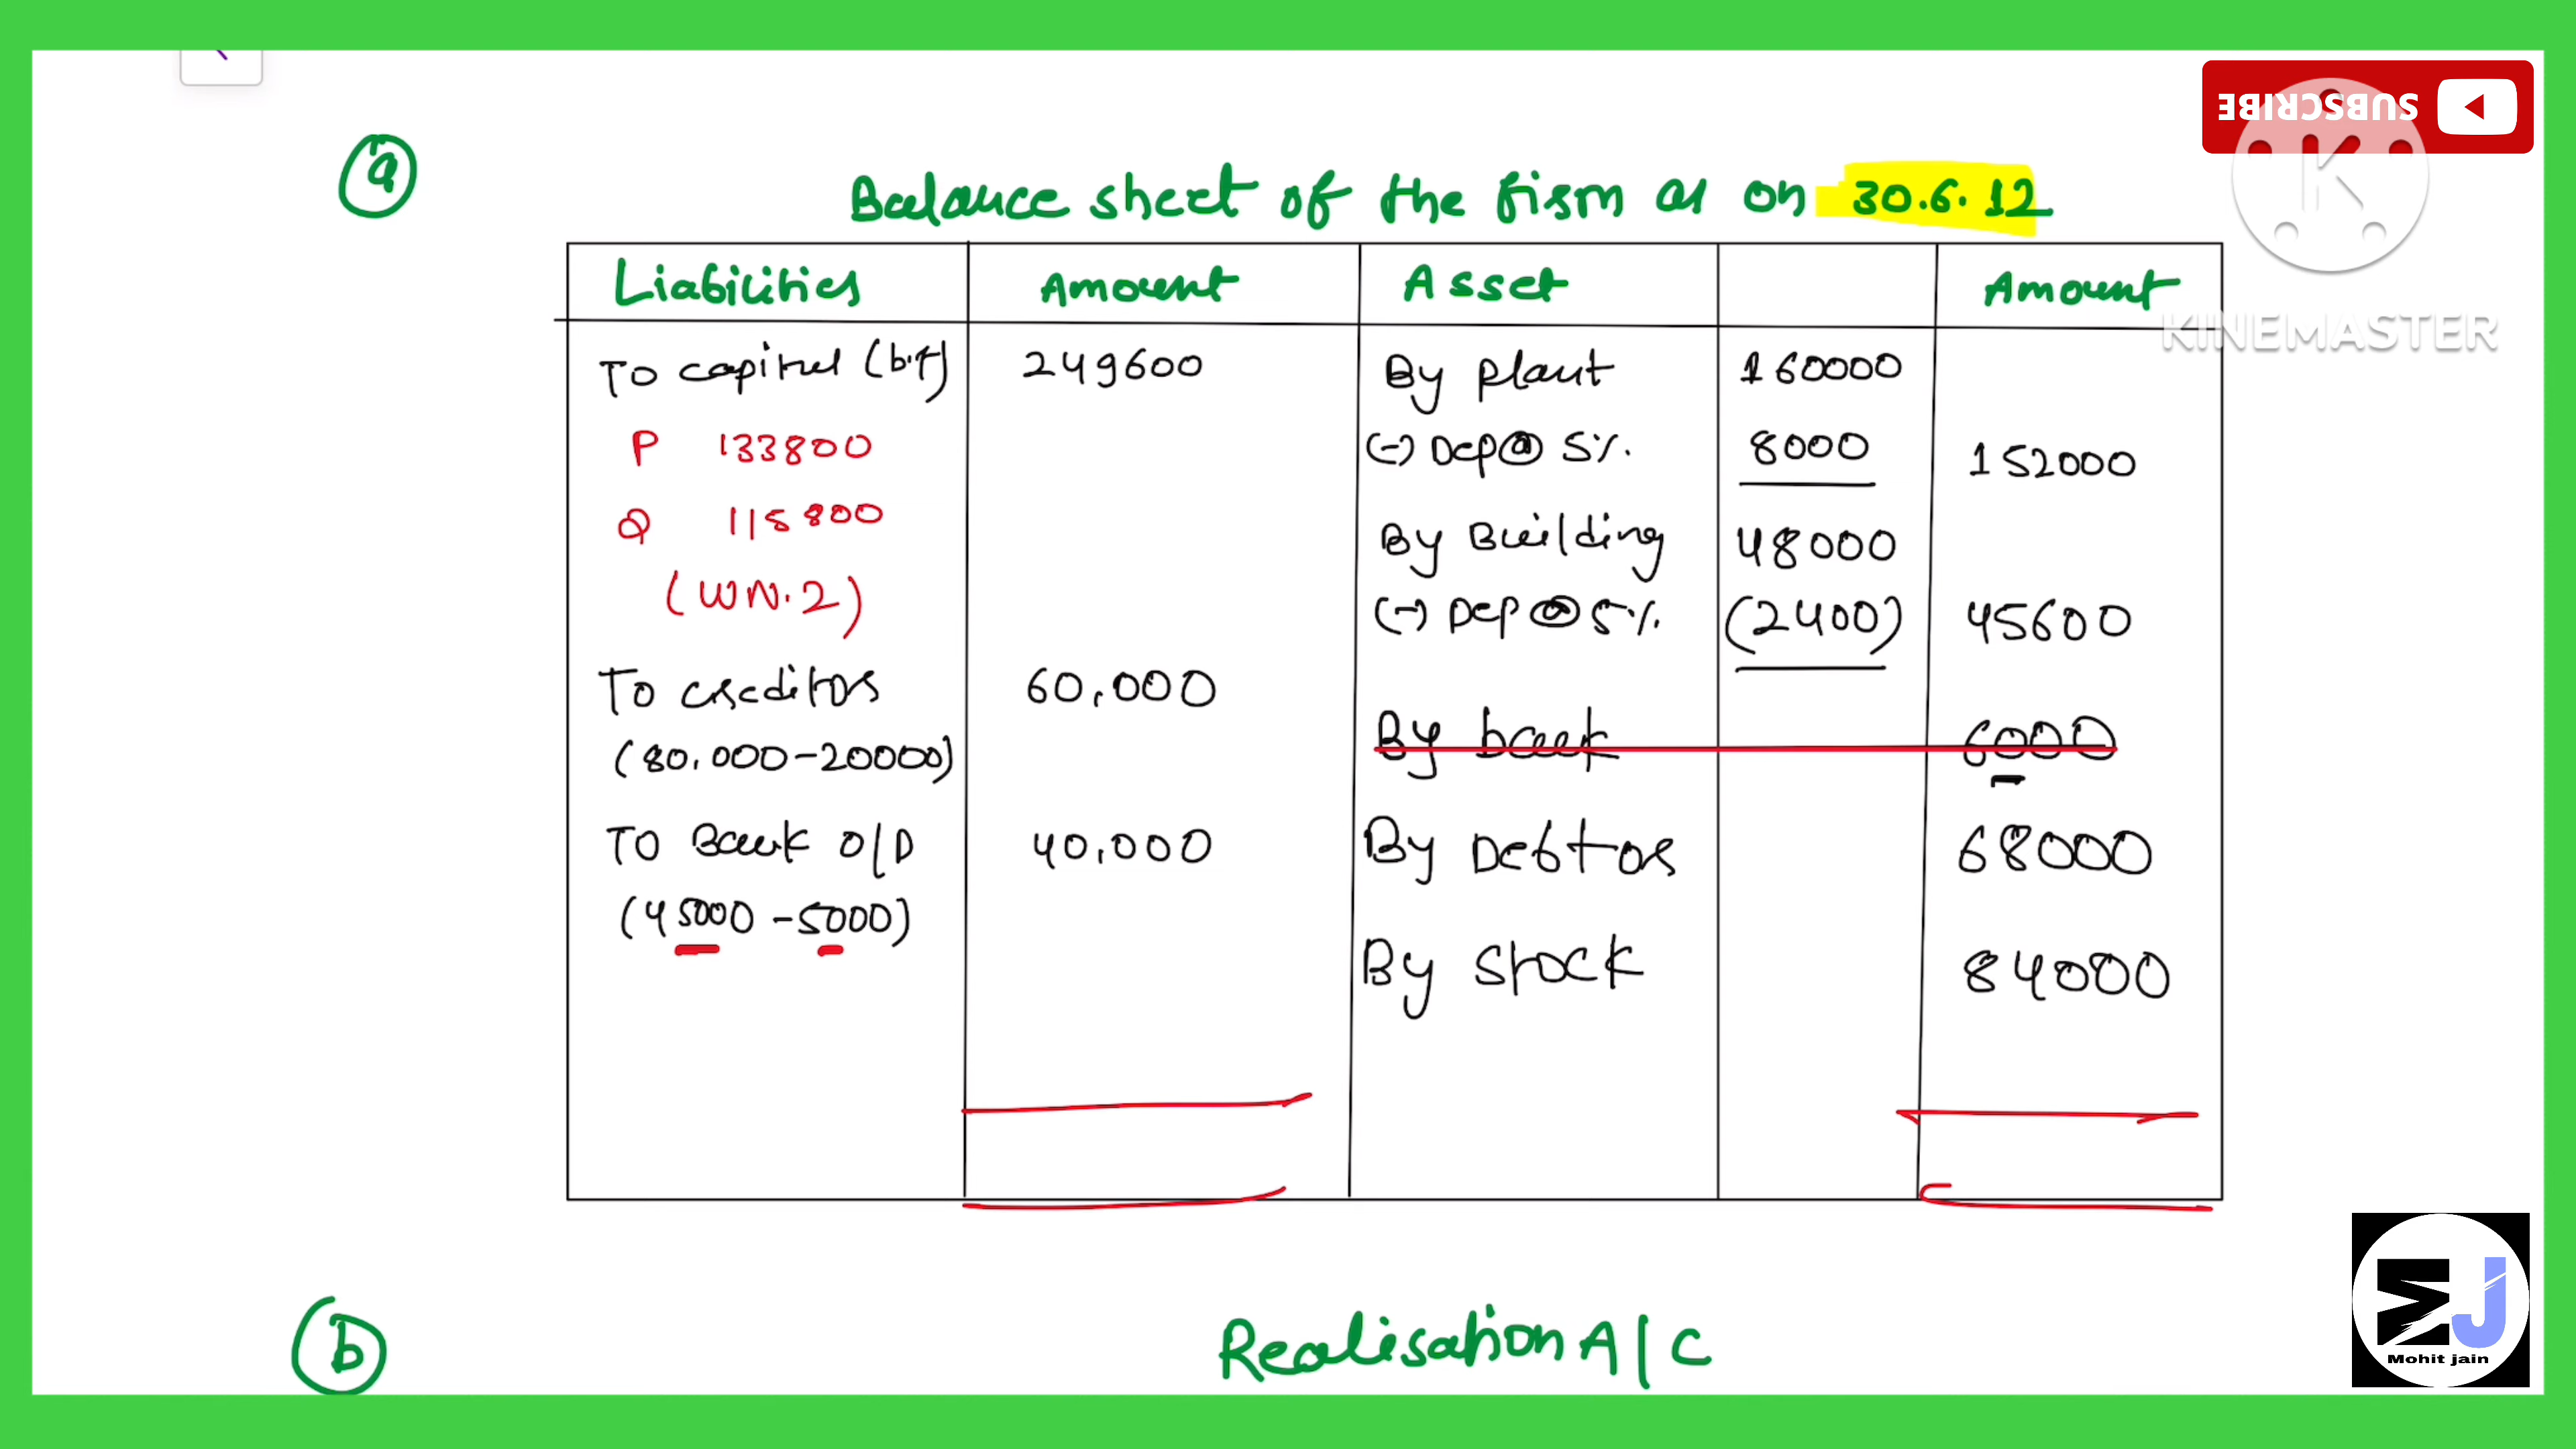 SUBSCRIBE
KINEMASTER
a
Balance sheet of the firm as on 30.6.12
Liabilities Amount Asset Amount
To capital (b.f) 249600 By plant 160000
P 133800 (-) Dep @ 5%. 8000 152000
Q 115800 By Building 48000
(WN.2) (-) Dep @ 5%. (2400) 45600
To creditors 60,000
(80,000-20000) By bank 6000
To Bank O/D 40,000 By Debtors 68000
(45000 -5000)
By stock 84000
b Realisation A/C
MJ
Mohit jain